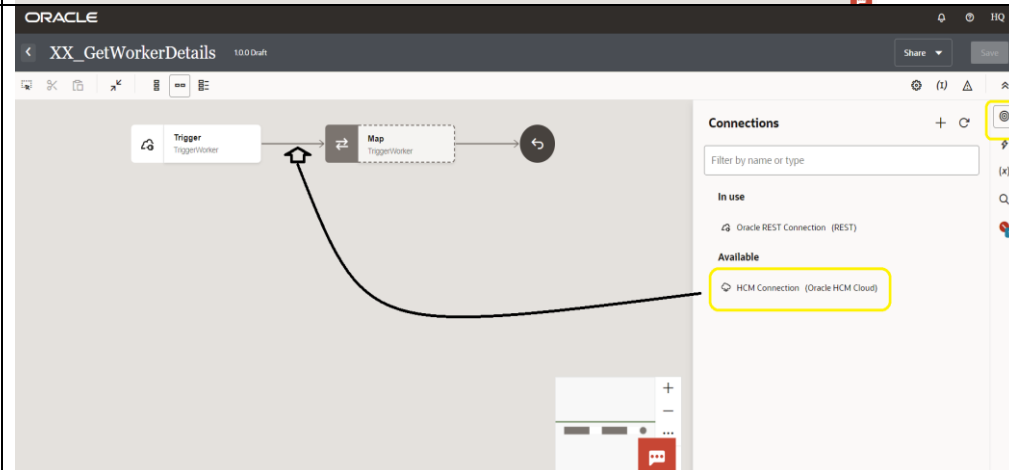 ORACLE
HQ
XX_GetWorkerDetails 1.0.0 Draft
Share
Save
(I)
Connections
Trigger
TriggerWorker
Map
TriggerWorker
Filter by name or type
(x)
In use
Oracle REST Connection (REST)
Available
HCM Connection (Oracle HCM Cloud)